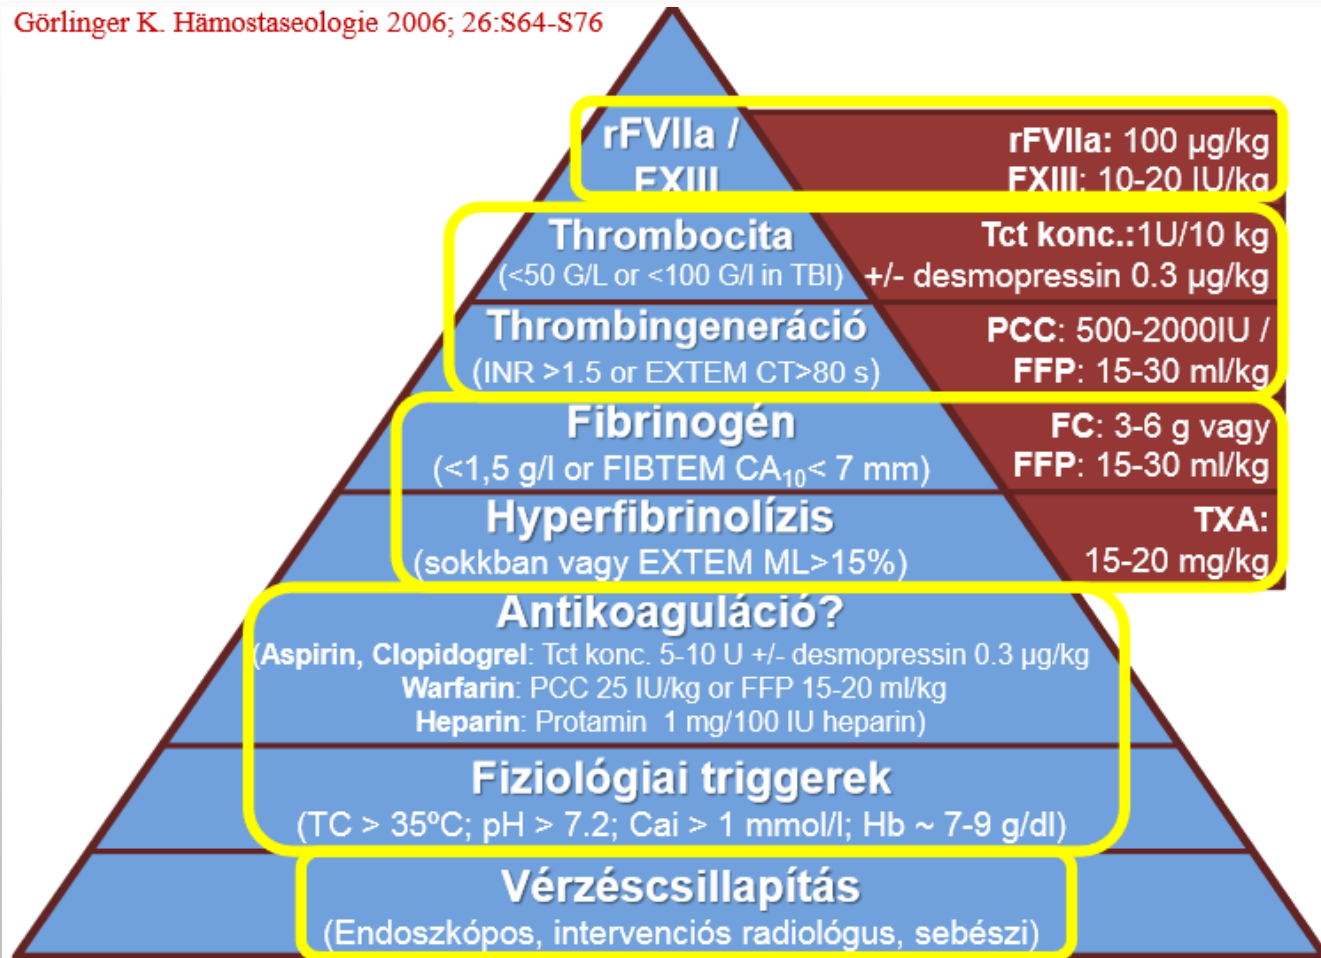 Görlinger K. Hämostaseologie 2006; 26:S64-S76
rFVIIa /
FXIII
rFVIIa: 100 µg/kg
FXIII: 10-20 IU/kg
Thrombocita
(<50 G/L or <100 G/l in TBI)
Tct konc.:1U/10 kg
+/- desmopressin 0.3 µg/kg
Thrombingeneráció
(INR >1.5 or EXTEM CT>80 s)
PCC: 500-2000IU /
FFP: 15-30 ml/kg
Fibrinogén
(<1,5 g/l or FIBTEM CA₁₀< 7 mm)
FC: 3-6 g vagy
FFP: 15-30 ml/kg
Hyperfibrinolízis
(sokkban vagy EXTEM ML>15%)
TXA:
15-20 mg/kg
Antikoaguláció?
(Aspirin, Clopidogrel: Tct konc. 5-10 U +/- desmopressin 0.3 µg/kg
Warfarin: PCC 25 IU/kg or FFP 15-20 ml/kg
Heparin: Protamin 1 mg/100 IU heparin)
Fiziológiai triggerek
(TC > 35ºC; pH > 7.2; Cai > 1 mmol/l; Hb ~ 7-9 g/dl)
Vérzéscsillapítás
(Endoszkópos, intervenciós radiológus, sebészi)